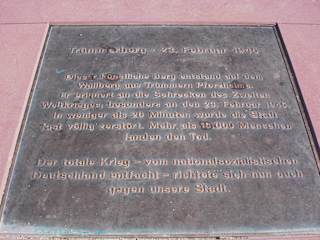 Trümmerberg - 23. Februar 1945
Dieser künstliche Berg entstand auf dem
Wallberg aus Trümmern Pforzheims.
Er erinnert an die Schrecken des Zweiten
Weltkrieges, besonders an den 23. Februar 1945.
In weniger als 20 Minuten wurde die Stadt
fast völlig zerstört. Mehr als 18.000 Menschen
fanden den Tod.
Der totale Krieg - vom nationalsozialistischen
Deutschland entfacht - richtete sich nun auch
gegen unsere Stadt.